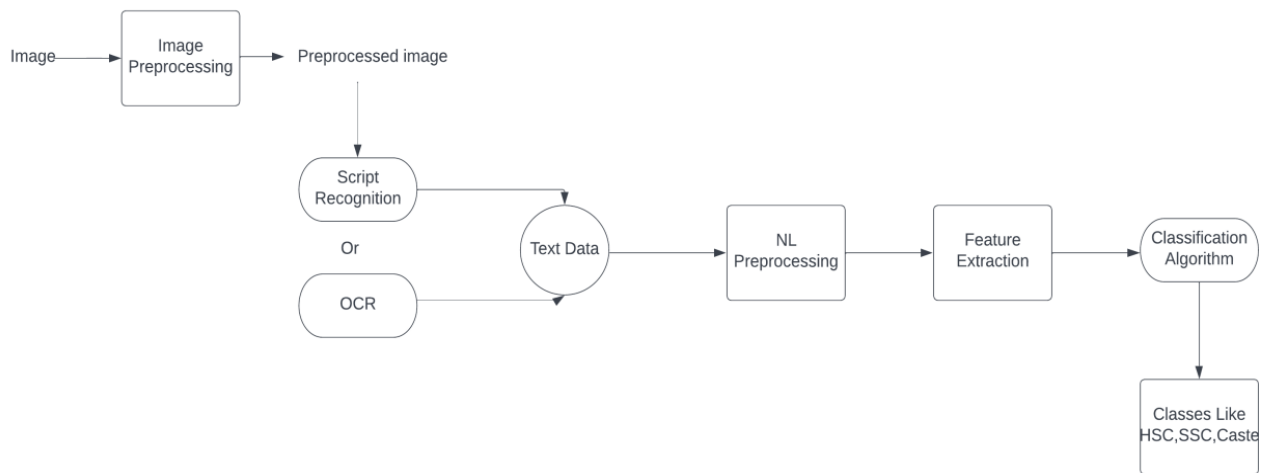 Image
Image
Preprocessing
Preprocessed image
Script
Recognition
Or
OCR
Text Data
NL
Preprocessing
Feature
Extraction
Classification
Algorithm
Classes Like
HSC,SSC,Caste